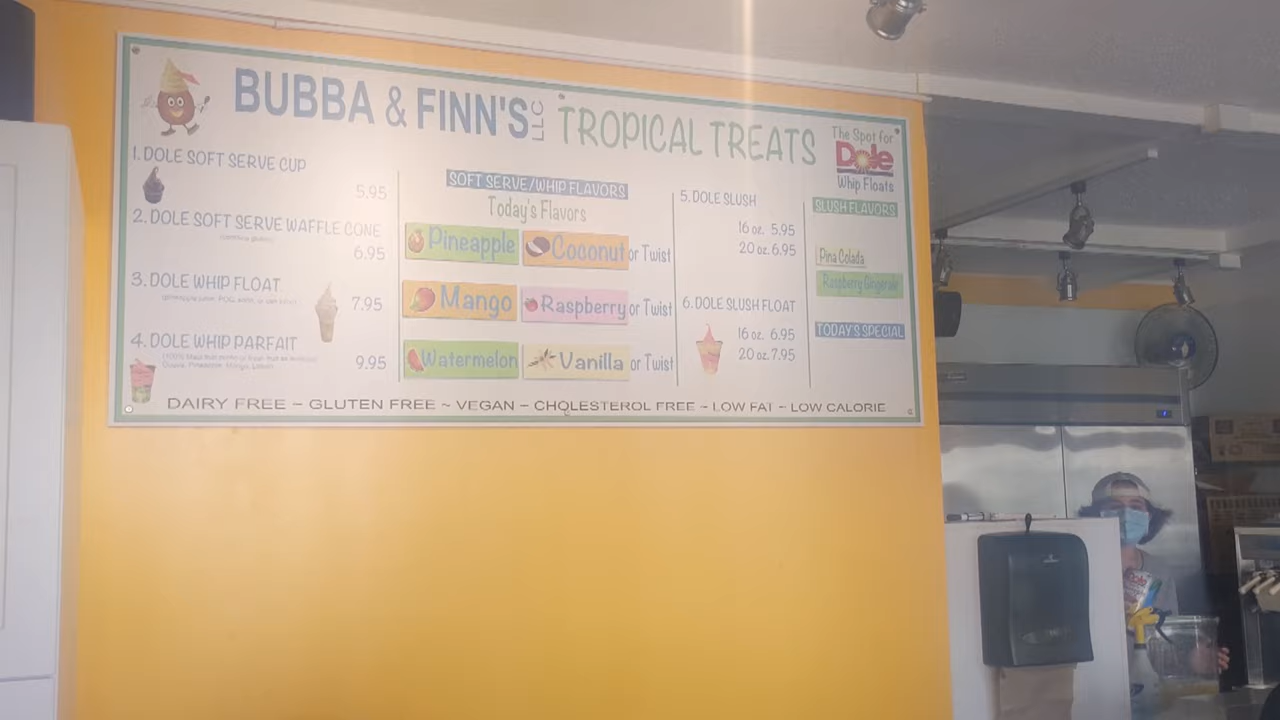 BUBBA & FINN'S LLC TROPICAL TREATS
The Spot for
Dole
Whip Floats
1. DOLE SOFT SERVE CUP
5.95
2. DOLE SOFT SERVE WAFFLE CONE
6.95
3. DOLE WHIP FLOAT
7.95
4. DOLE WHIP PARFAIT
9.95
SOFT SERVE/WHIP FLAVORS
Today's Flavors
Pineapple Coconut or Twist
Mango Raspberry or Twist
Watermelon Vanilla or Twist
5. DOLE SLUSH
16 oz. 5.95
20 oz. 6.95
6. DOLE SLUSH FLOAT
16 oz. 6.95
20 oz. 7.95
SLUSH FLAVORS
Pina Colada
Raspberry Gingerale
TODAY'S SPECIAL
DAIRY FREE ~ GLUTEN FREE ~ VEGAN ~ CHOLESTEROL FREE ~ LOW FAT ~ LOW CALORIE
Dole